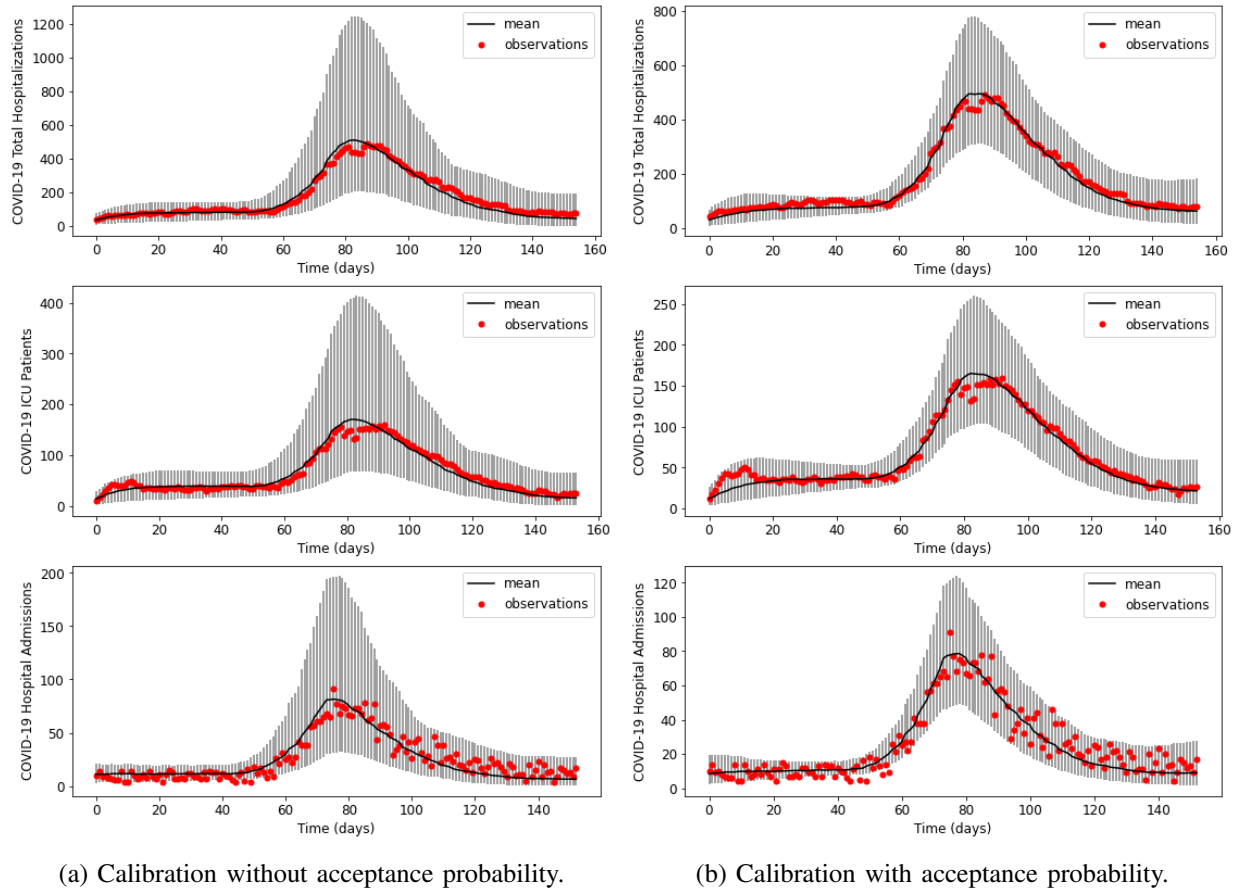 COVID-19 Total Hospitalizations
1200
1000
800
600
400
200
0
mean
observations
0 20 40 60 80 100 120 140 160
Time (days)
COVID-19 Total Hospitalizations
800
600
400
200
0
mean
observations
0 20 40 60 80 100 120 140 160
Time (days)
COVID-19 ICU Patients
400
300
200
100
0
mean
observations
0 20 40 60 80 100 120 140 160
Time (days)
COVID-19 ICU Patients
250
200
150
100
50
0
mean
observations
0 20 40 60 80 100 120 140 160
Time (days)
COVID-19 Hospital Admissions
200
150
100
50
0
mean
observations
0 20 40 60 80 100 120 140 160
Time (days)
COVID-19 Hospital Admissions
120
100
80
60
40
20
0
mean
observations
0 20 40 60 80 100 120 140 160
Time (days)
(a) Calibration without acceptance probability.
(b) Calibration with acceptance probability.